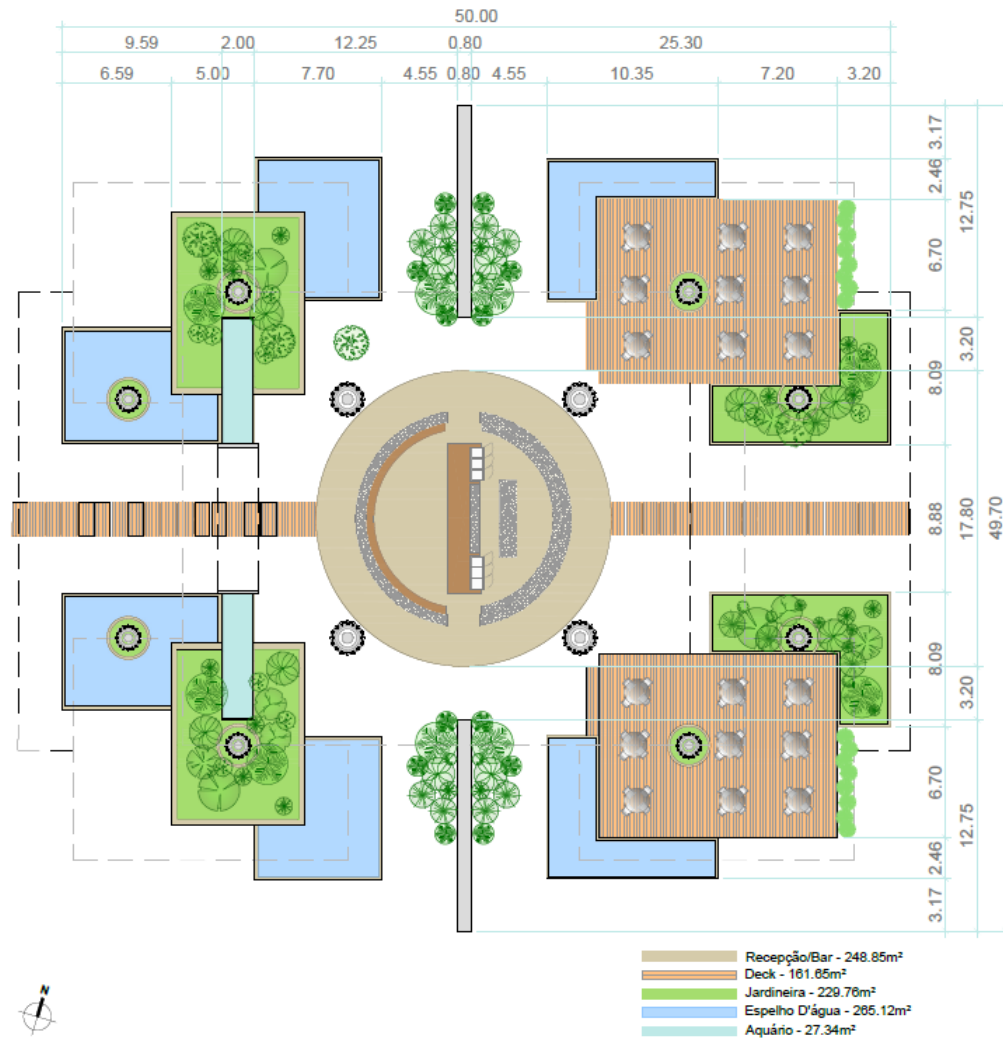 50.00
9.59 2.00 12.25 0.80 25.30
6.59 5.00 7.70 4.55 0.80 4.55 10.35 7.20 3.20
3.17
2.46
12.75
6.70
3.20
8.09
8.88
17.80
49.70
8.09
3.20
6.70
12.75
2.46
3.17
Recepção/Bar - 248.85m²
Deck - 161.65m²
Jardineira - 229.76m²
Espelho D'água - 265.12m²
Aquário - 27.34m²
N